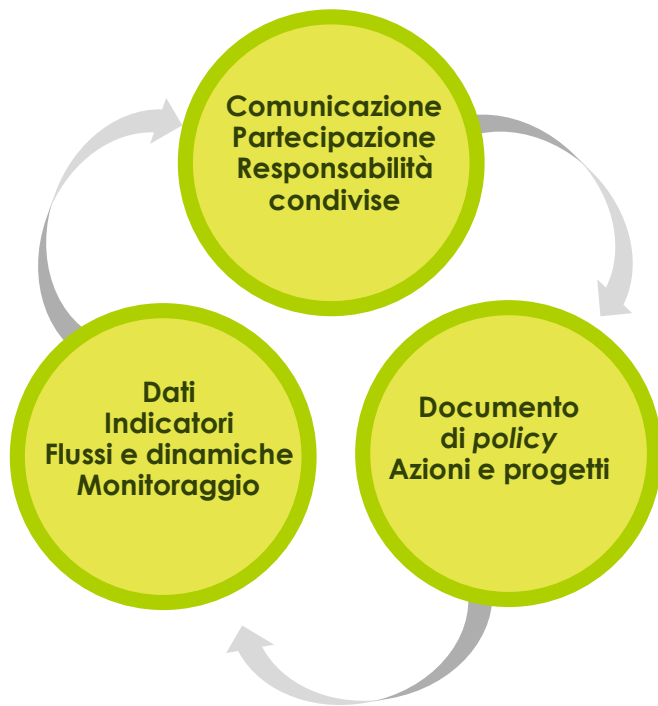 Comunicazione
Partecipazione
Responsabilità
condivise
Documento
di policy
Azioni e progetti
Dati
Indicatori
Flussi e dinamiche
Monitoraggio